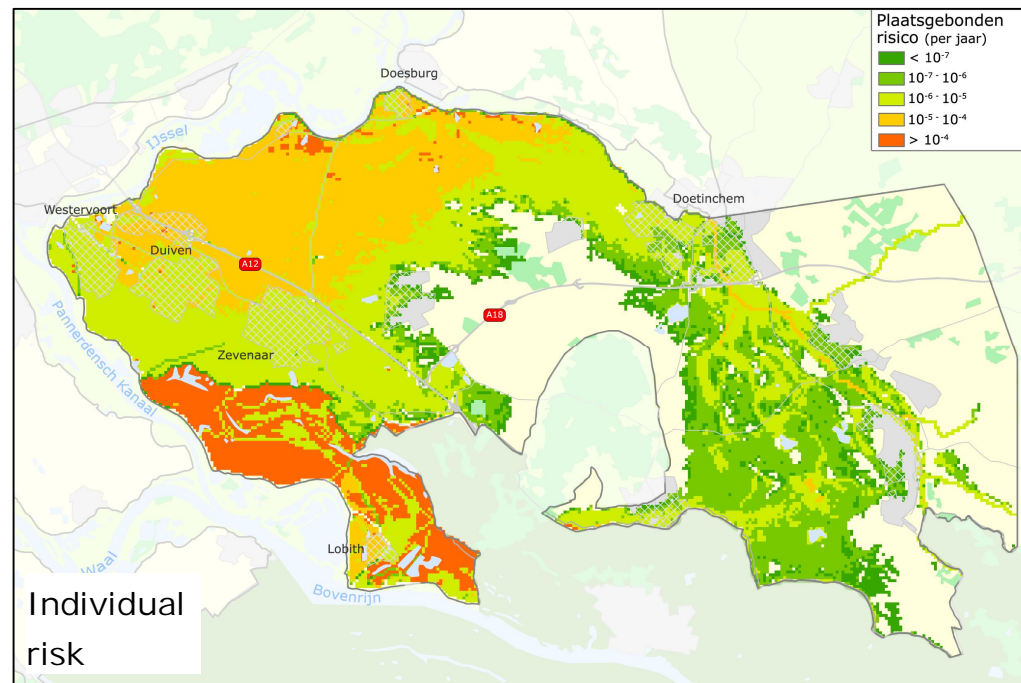 Plaatsgebonden
risico (per jaar)
< 10⁻⁷
10⁻⁷ - 10⁻⁶
10⁻⁶ - 10⁻⁵
10⁻⁵ - 10⁻⁴
> 10⁻⁴
Doesburg
IJssel
Doetinchem
Westervoort
Duiven
A12
A18
Pannerdensch Kanaal
Zevenaar
Lobith
Waal
Bovenrijn
Individual
risk